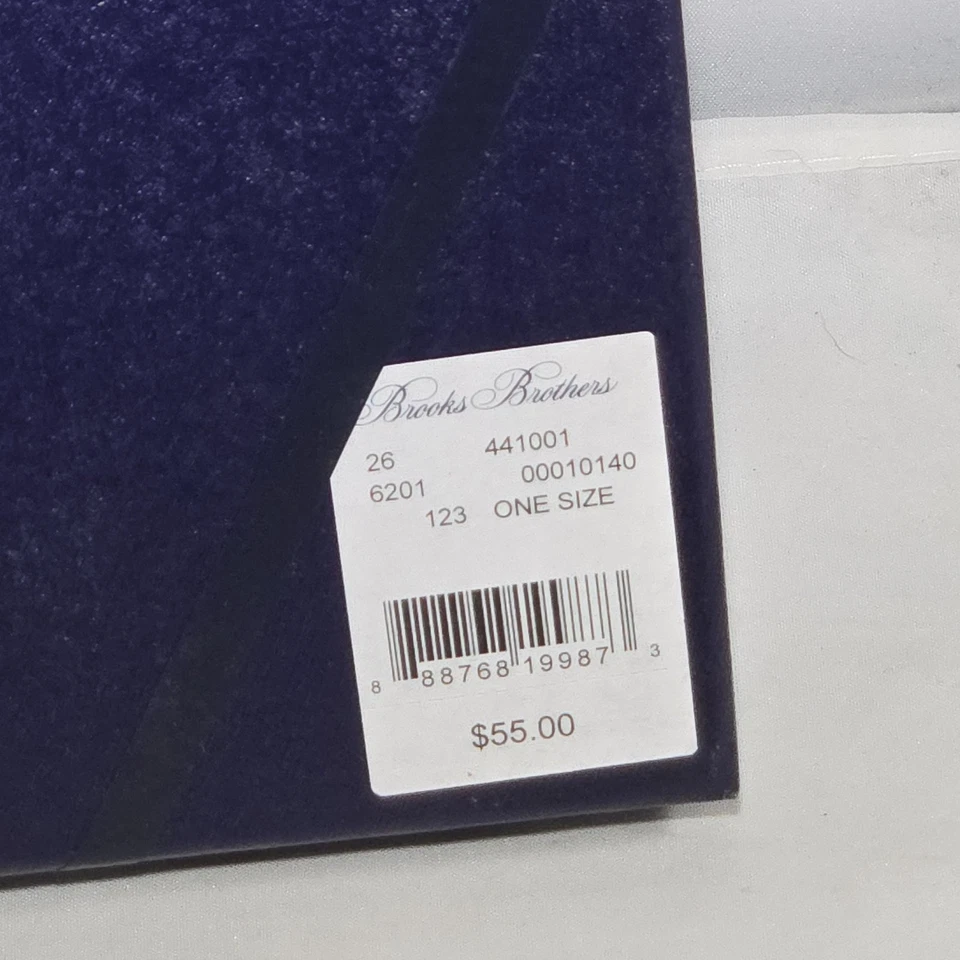 Brooks Brothers
26 441001
6201 00010140
123 ONE SIZE
8 88768 19987 3
$55.00